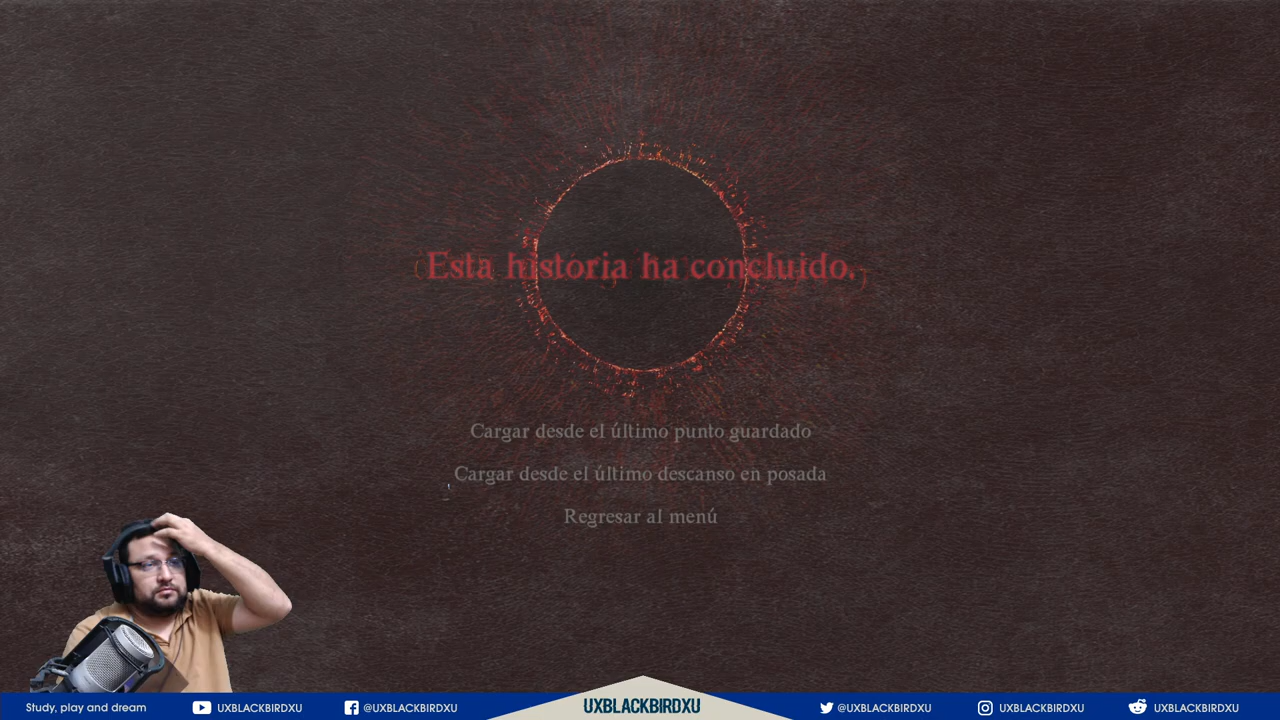 Esta historia ha concluido.
Cargar desde el último punto guardado
Cargar desde el último descanso en posada
Regresar al menú
Study, play and dream
UXBLACKBIRDXU
@UXBLACKBIRDXU
UXBLACKBIRDXU
@UXBLACKBIRDXU
UXBLACKBIRDXU
UXBLACKBIRDXU